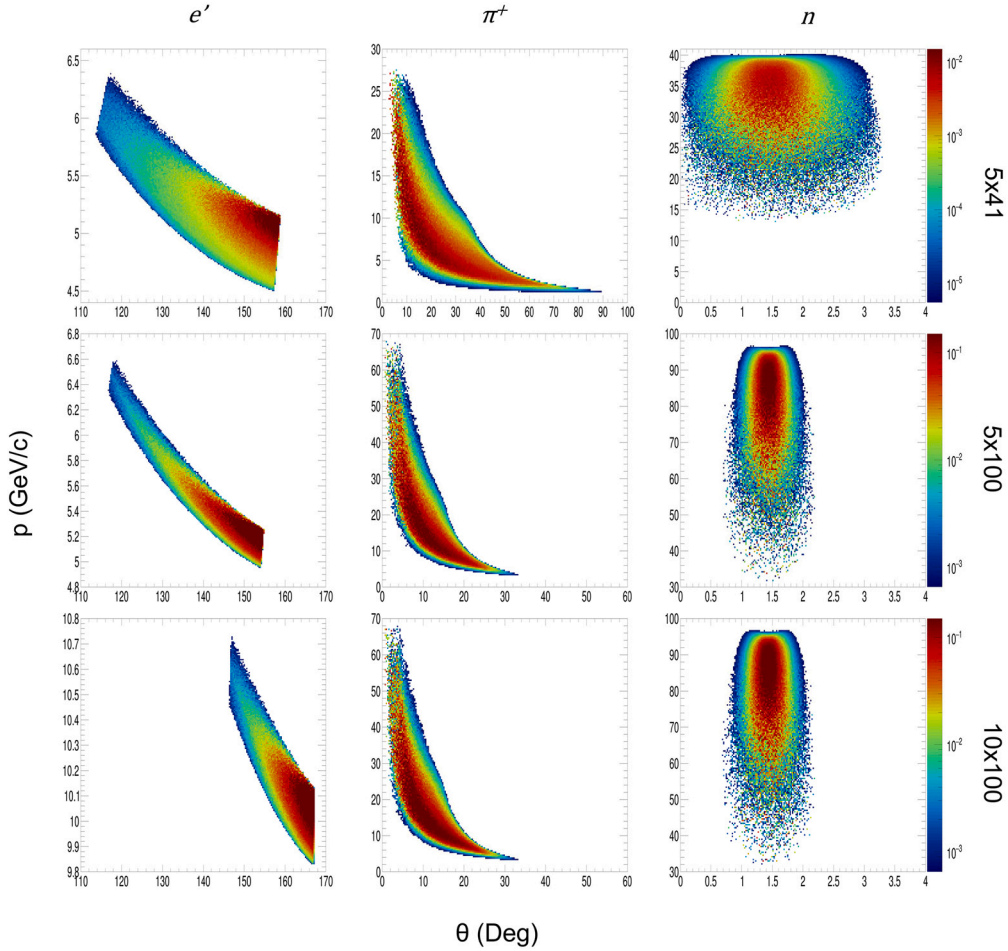 e′ π⁺ n
6.5 6 5.5 5 4.5
110 120 130 140 150 160 170
30 25 20 15 10 5 0
0 10 20 30 40 50 60 70 80 90 100
40 35 30 25 20 15 10 5 0
0 0.5 1 1.5 2 2.5 3 3.5 4
10⁻² 10⁻³ 10⁻⁴ 10⁻⁵
5x41
6.8 6.6 6.4 6.2 6 5.8 5.6 5.4 5.2 5 4.8
110 120 130 140 150 160 170
70 60 50 40 30 20 10 0
0 10 20 30 40 50 60
100 90 80 70 60 50 40 30
0 0.5 1 1.5 2 2.5 3 3.5 4
10⁻¹ 10⁻² 10⁻³
5x100
p (GeV/c)
10.8 10.7 10.6 10.5 10.4 10.3 10.2 10.1 10 9.9 9.8
110 120 130 140 150 160 170
70 60 50 40 30 20 10 0
0 10 20 30 40 50 60
100 90 80 70 60 50 40 30
0 0.5 1 1.5 2 2.5 3 3.5 4
10⁻¹ 10⁻² 10⁻³
10x100
θ (Deg)